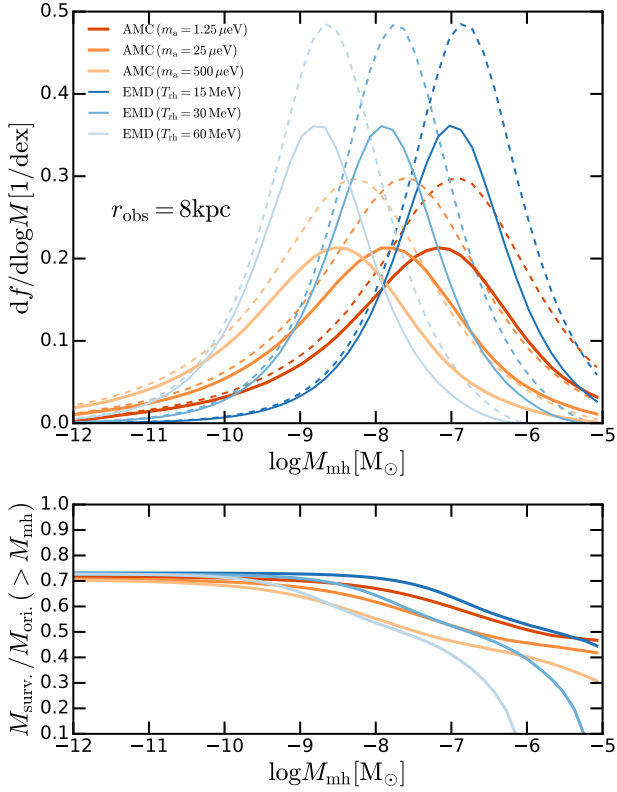 0.5
0.4
0.3
0.2
0.1
0.0
df/dlogM [1/dex]
AMC (mₐ = 1.25 μeV)
AMC (mₐ = 25 μeV)
AMC (mₐ = 500 μeV)
EMD (T_rh = 15 MeV)
EMD (T_rh = 30 MeV)
EMD (T_rh = 60 MeV)
r_obs = 8kpc
−12 −11 −10 −9 −8 −7 −6 −5
logM_mh [M_⊙]
1.0
0.9
0.8
0.7
0.6
0.5
0.4
0.3
0.2
0.1
M_surv./M_ori. (> M_mh)
−12 −11 −10 −9 −8 −7 −6 −5
logM_mh [M_⊙]